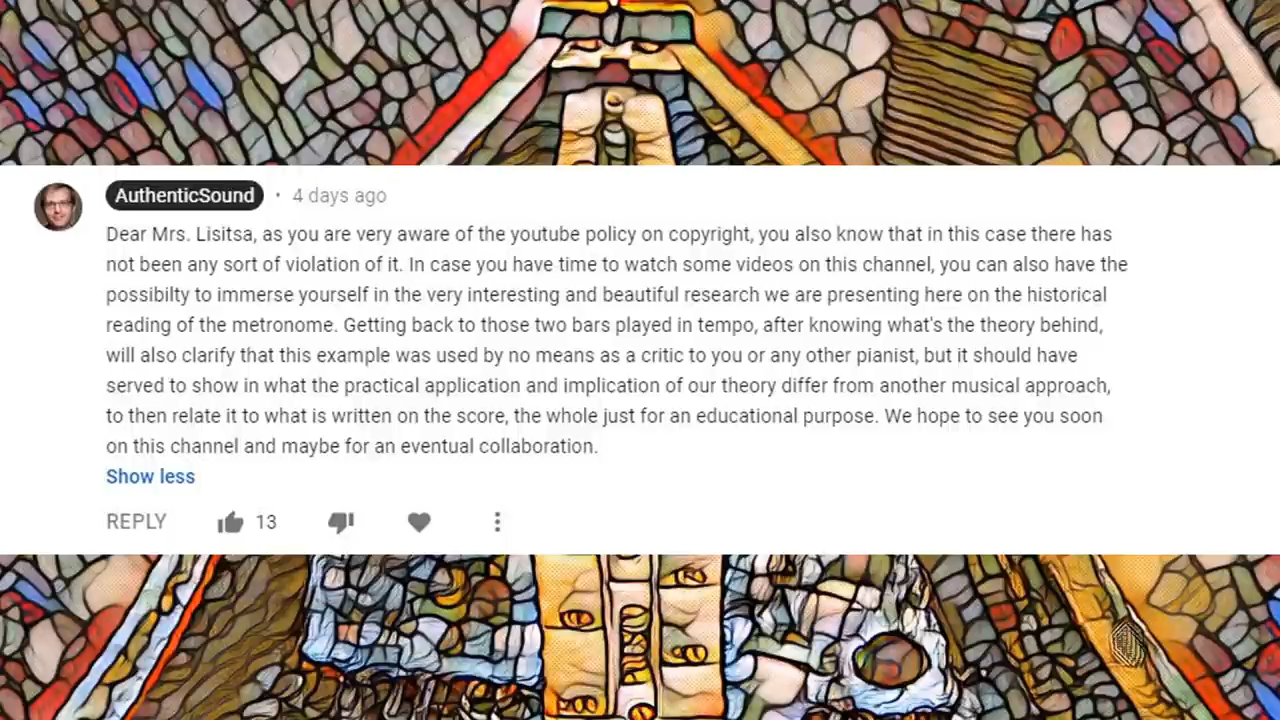 AuthenticSound · 4 days ago
Dear Mrs. Lisitsa, as you are very aware of the youtube policy on copyright, you also know that in this case there has
not been any sort of violation of it. In case you have time to watch some videos on this channel, you can also have the
possibilty to immerse yourself in the very interesting and beautiful research we are presenting here on the historical
reading of the metronome. Getting back to those two bars played in tempo, after knowing what's the theory behind,
will also clarify that this example was used by no means as a critic to you or any other pianist, but it should have
served to show in what the practical application and implication of our theory differ from another musical approach,
to then relate it to what is written on the score, the whole just for an educational purpose. We hope to see you soon
on this channel and maybe for an eventual collaboration.
Show less
REPLY 13